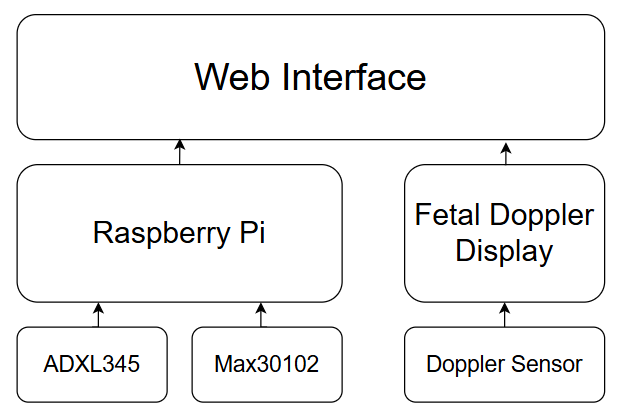 Web Interface
Raspberry Pi
Fetal Doppler
Display
ADXL345
Max30102
Doppler Sensor